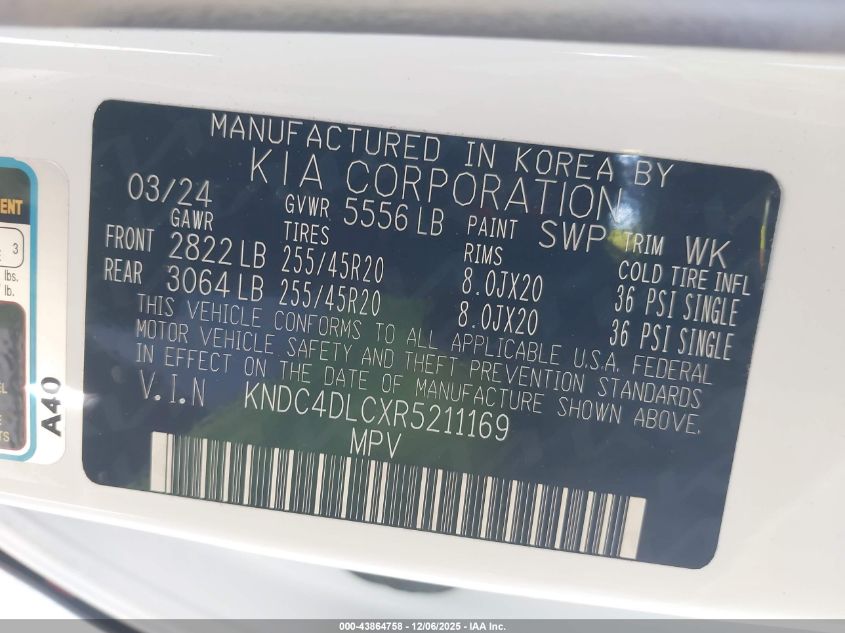 MANUFACTURED IN KOREA BY
KIA CORPORATION
03/24 GVWR 5556 LB PAINT SWP TRIM WK
GAWR TIRES RIMS COLD TIRE INFL
FRONT 2822 LB 255/45R20 8.0JX20 36 PSI SINGLE
REAR 3064 LB 255/45R20 8.0JX20 36 PSI SINGLE
THIS VEHICLE CONFORMS TO ALL APPLICABLE U.S.A. FEDERAL
MOTOR VEHICLE SAFETY AND THEFT PREVENTION STANDARDS
IN EFFECT ON THE DATE OF MANUFACTURE SHOWN ABOVE.
V.I.N KNDC4DLCXR5211169
MPV
3
lbs.
lb.
A40
000-43864758 - 12/06/2025 - IAA Inc.